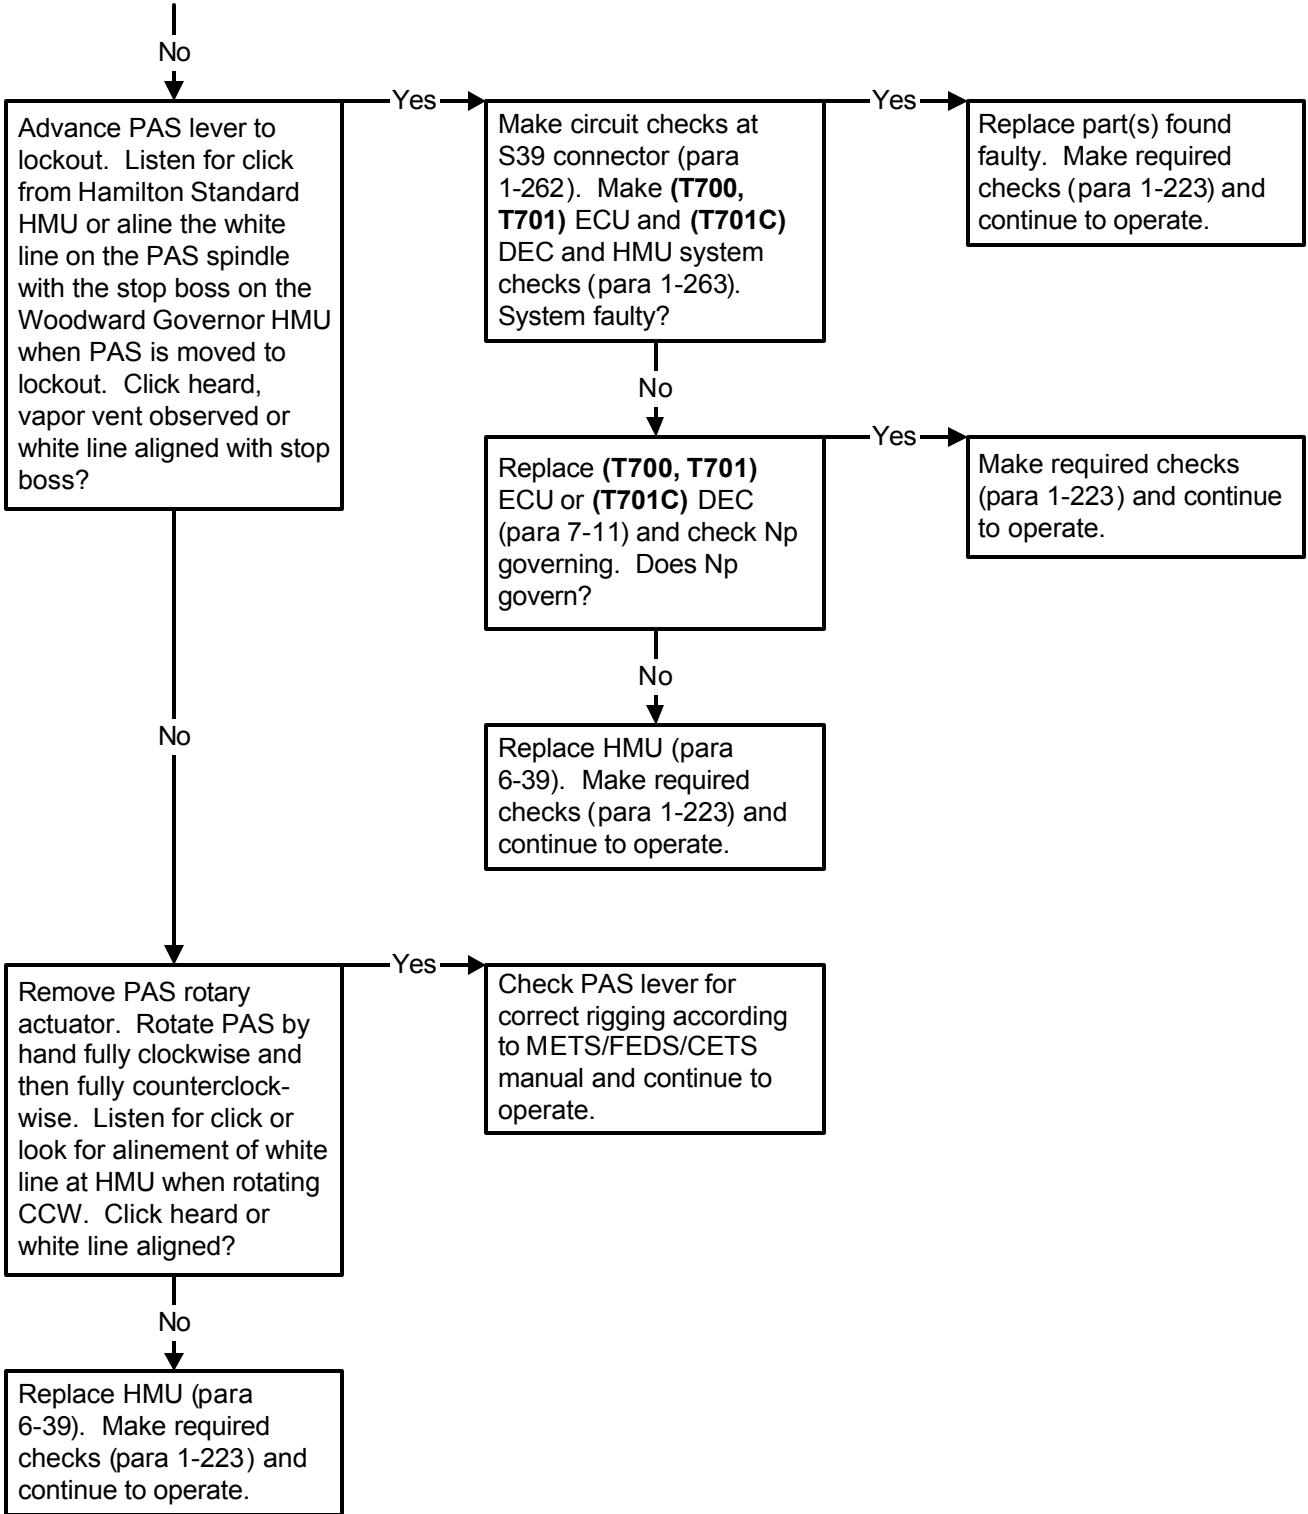 No
Advance PAS lever to
lockout. Listen for click
from Hamilton Standard
HMU or aline the white
line on the PAS spindle
with the stop boss on the
Woodward Governor HMU
when PAS is moved to
lockout. Click heard,
vapor vent observed or
white line aligned with stop
boss?
Yes
Make circuit checks at
S39 connector (para
1-262). Make (T700,
T701) ECU and (T701C)
DEC and HMU system
checks (para 1-263).
System faulty?
Yes
Replace part(s) found
faulty. Make required
checks (para 1-223) and
continue to operate.
No
Replace (T700, T701)
ECU or (T701C) DEC
(para 7-11) and check Np
governing. Does Np
govern?
Yes
Make required checks
(para 1-223) and continue
to operate.
No
Replace HMU (para
6-39). Make required
checks (para 1-223) and
continue to operate.
No
Remove PAS rotary
actuator. Rotate PAS by
hand fully clockwise and
then fully counterclock-
wise. Listen for click or
look for alinement of white
line at HMU when rotating
CCW. Click heard or
white line aligned?
Yes
Check PAS lever for
correct rigging according
to METS/FEDS/CETS
manual and continue to
operate.
No
Replace HMU (para
6-39). Make required
checks (para 1-223) and
continue to operate.